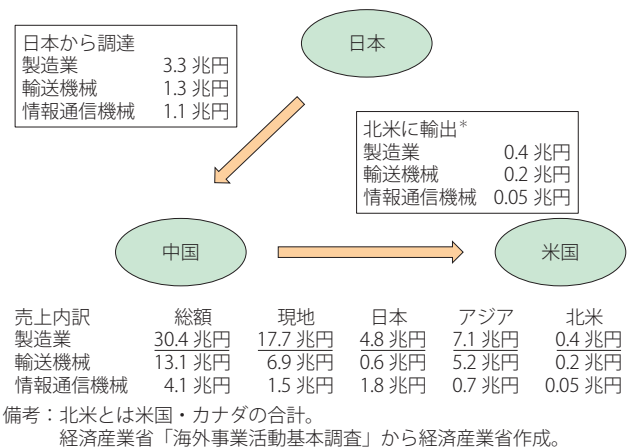 日本から調達
製造業 3.3 兆円
輸送機械 1.3 兆円
情報通信機械 1.1 兆円
日本
北米に輸出*
製造業 0.4 兆円
輸送機械 0.2 兆円
情報通信機械 0.05 兆円
中国
米国
売上内訳 総額 現地 日本 アジア 北米
製造業 30.4 兆円 17.7 兆円 4.8 兆円 7.1 兆円 0.4 兆円
輸送機械 13.1 兆円 6.9 兆円 0.6 兆円 5.2 兆円 0.2 兆円
情報通信機械 4.1 兆円 1.5 兆円 1.8 兆円 0.7 兆円 0.05 兆円
備考:北米とは米国・カナダの合計。
経済産業省「海外事業活動基本調査」から経済産業省作成。